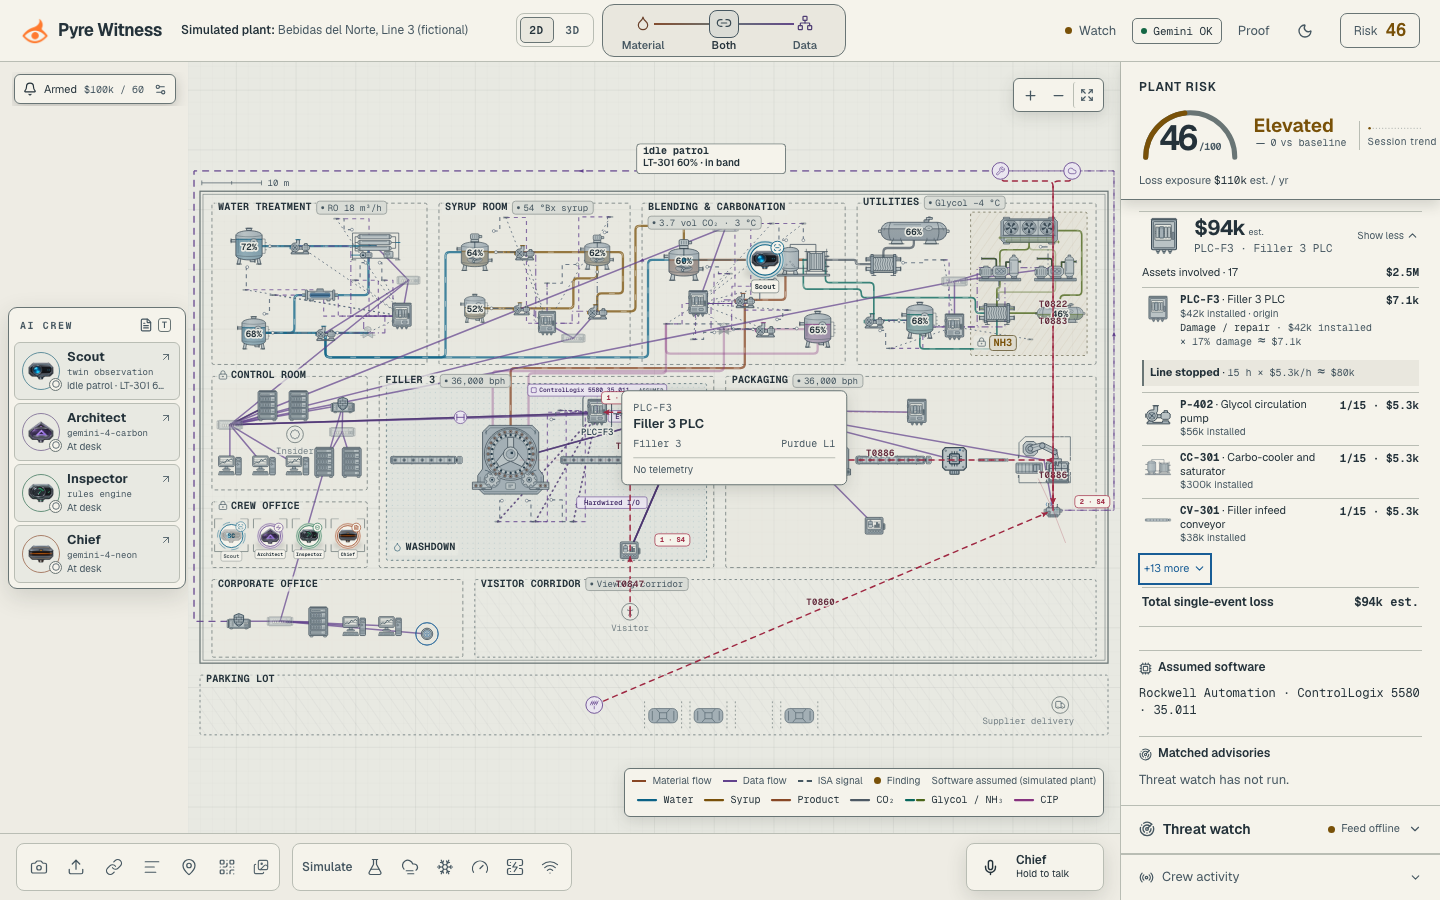 Pyre Witness
Simulated plant: Bebidas del Norte, Line 3 (fictional)
2D 3D
Material Both Data
Watch
Gemini OK
Proof
Risk 46
Armed $100k / 60
AI CREW T
Scout
twin observation
idle patrol · LT-301 6…
Architect
gemini-4-carbon
At desk
Inspector
rules engine
At desk
Chief
gemini-4-neon
At desk
idle patrol
LT-301 60% · in band
10 m
WATER TREATMENT • RO 18 m³/h
72%
68%
SYRUP ROOM • 54 °Bx syrup
64%
62%
52%
BLENDING & CARBONATION
• 3.7 vol CO₂ · 3 °C
60%
Scout
65%
UTILITIES • Glycol −4 °C
66%
68%
T0822
46%
T0883
NH3
CONTROL ROOM
Insider
FILLER 3 • 36,000 bph
PLC-F3
Hardwired I/O
WASHDOWN
1 · S4
PACKAGING • 36,000 bph
T0886
T0886
2 · S4
PLC-F3
Filler 3 PLC
Filler 3 Purdue L1
No telemetry
CREW OFFICE
Scout Architect Inspector Chief
CORPORATE OFFICE
VISITOR CORRIDOR
T0847
Visitor
T0860
PARKING LOT
Supplier delivery
Material flow Data flow ISA signal Finding Software assumed (simulated plant)
Water Syrup Product CO₂ Glycol / NH₃ CIP
Simulate
Chief
Hold to talk
PLANT RISK
46 /100
Elevated
— 0 vs baseline
Session trend
Loss exposure $110k est. / yr
$94k est.
PLC-F3 · Filler 3 PLC
Show less
Assets involved · 17 $2.5M
PLC-F3 · Filler 3 PLC $7.1k
$42k installed · origin
Damage / repair · $42k installed
× 17% damage ≈ $7.1k
Line stopped · 15 h × $5.3k/h ≈ $80k
P-402 · Glycol circulation 1/15 · $5.3k
pump
$56k installed
CC-301 · Carbo-cooler and 1/15 · $5.3k
saturator
$300k installed
CV-301 · Filler infeed 1/15 · $5.3k
conveyor
$38k installed
+13 more
Total single-event loss $94k est.
Assumed software
Rockwell Automation · ControlLogix 5580
· 35.011
Matched advisories
Threat watch has not run.
Threat watch Feed offline
Crew activity